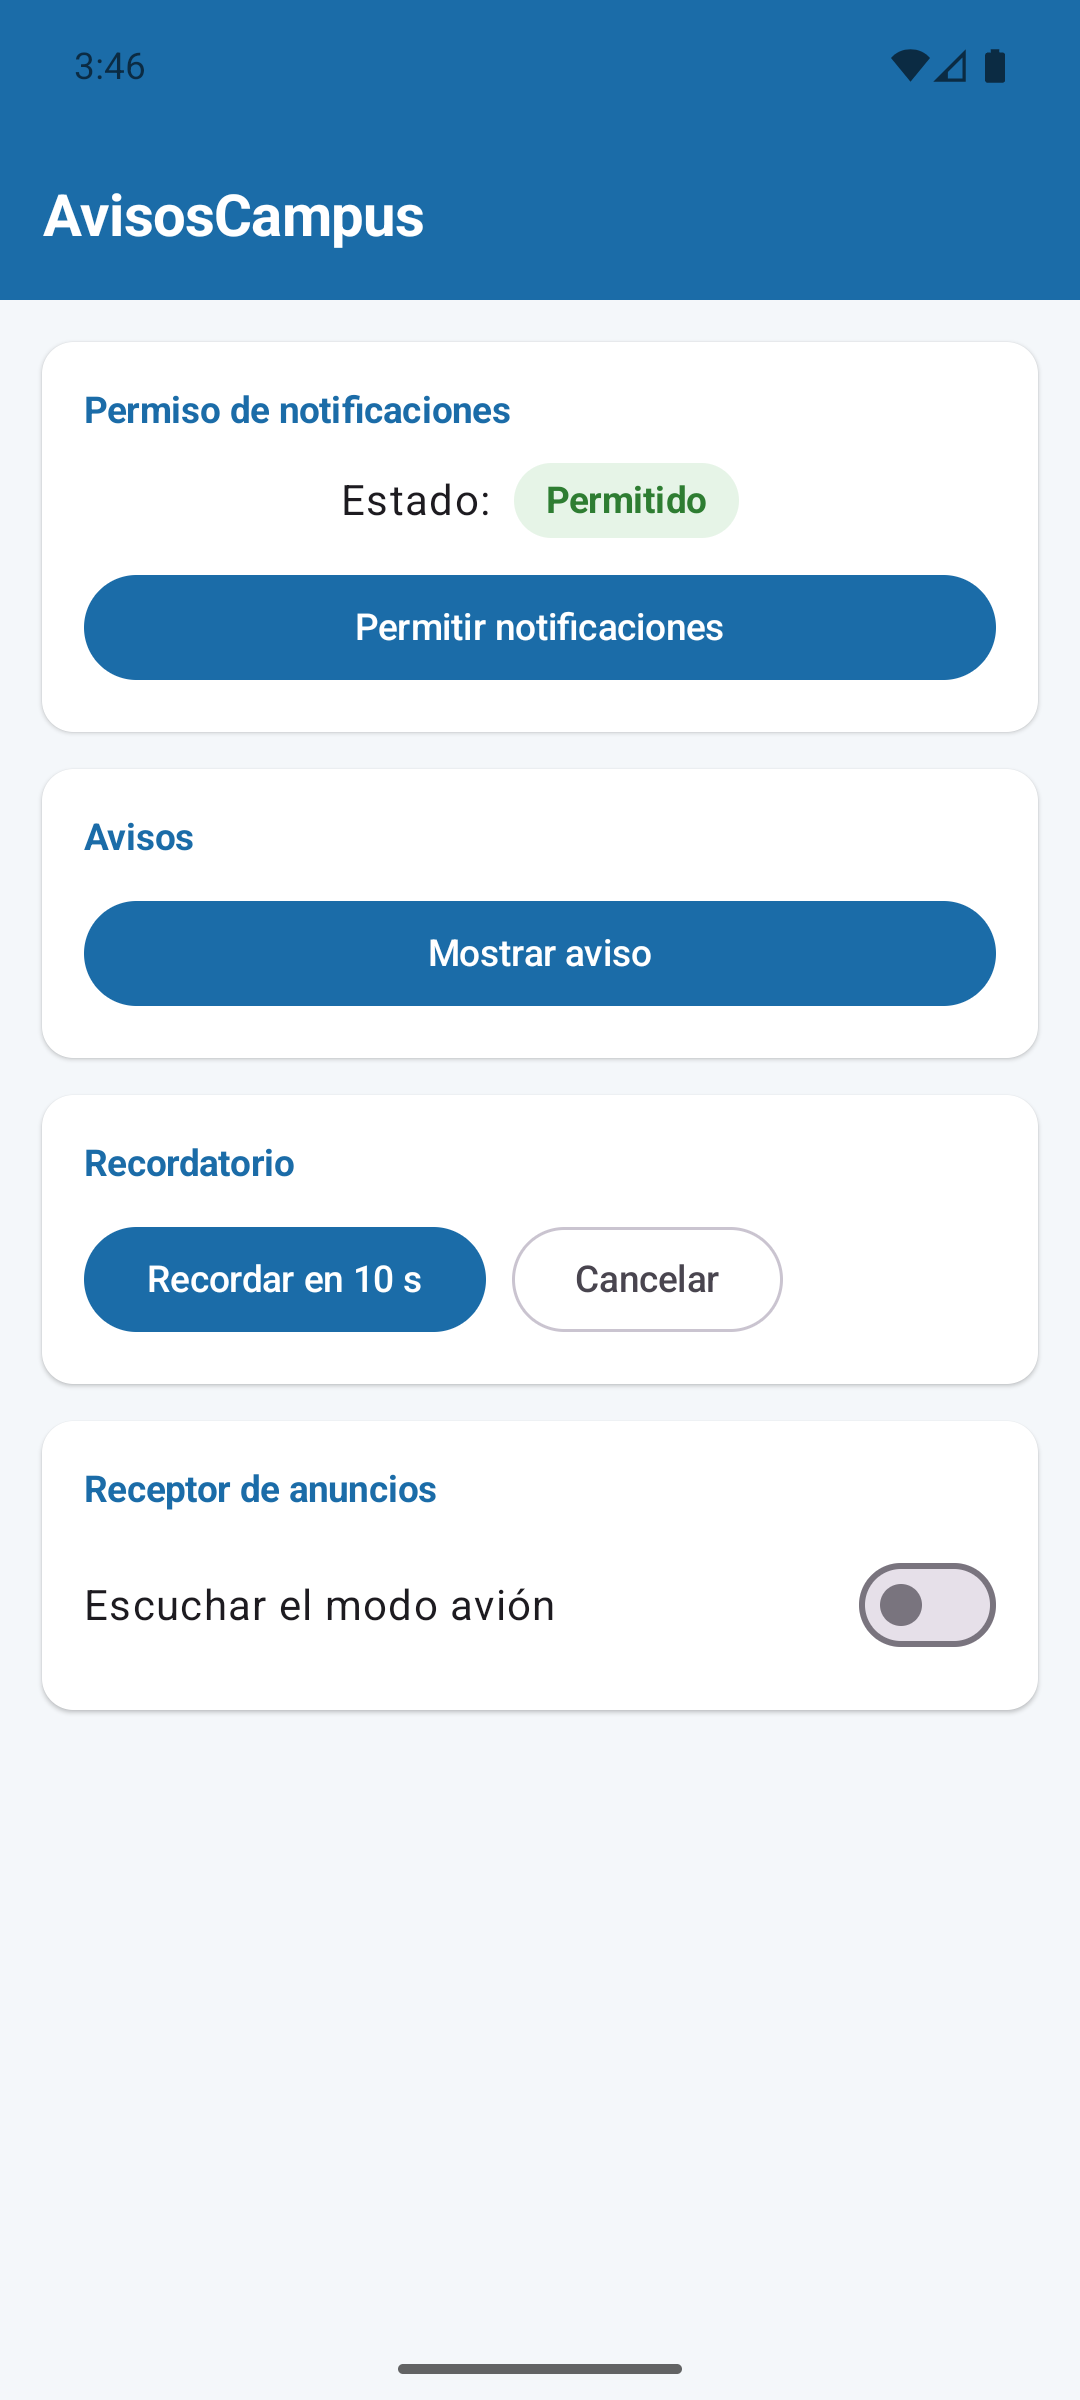 3:46
AvisosCampus
Permiso de notificaciones
Estado: Permitido
Permitir notificaciones
Avisos
Mostrar aviso
Recordatorio
Recordar en 10 s Cancelar
Receptor de anuncios
Escuchar el modo avión